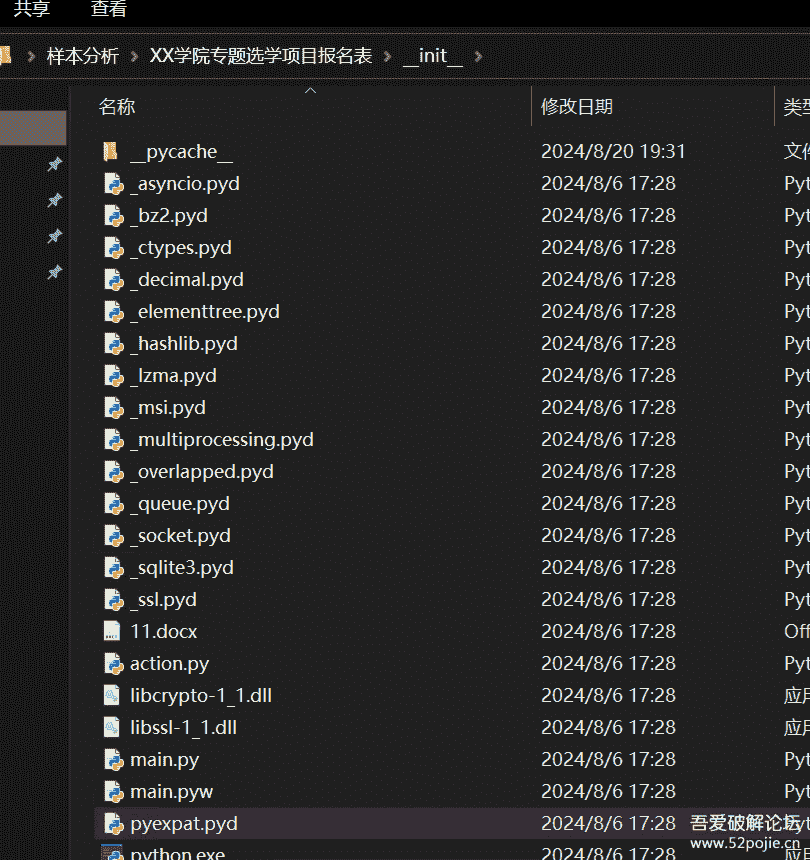 共享 查看
样本分析 XX学院专题选学项目报名表 __init__
名称 修改日期 类型
__pycache__ 2024/8/20 19:31 文件
_asyncio.pyd 2024/8/6 17:28 Pyt
_bz2.pyd 2024/8/6 17:28 Pyt
_ctypes.pyd 2024/8/6 17:28 Pyt
_decimal.pyd 2024/8/6 17:28 Pyt
_elementtree.pyd 2024/8/6 17:28 Pyt
_hashlib.pyd 2024/8/6 17:28 Pyt
_lzma.pyd 2024/8/6 17:28 Pyt
_msi.pyd 2024/8/6 17:28 Pyt
_multiprocessing.pyd 2024/8/6 17:28 Pyt
_overlapped.pyd 2024/8/6 17:28 Pyt
_queue.pyd 2024/8/6 17:28 Pyt
_socket.pyd 2024/8/6 17:28 Pyt
_sqlite3.pyd 2024/8/6 17:28 Pyt
_ssl.pyd 2024/8/6 17:28 Pyt
11.docx 2024/8/6 17:28 Off
action.py 2024/8/6 17:28 Pyt
libcrypto-1_1.dll 2024/8/6 17:28 应用
libssl-1_1.dll 2024/8/6 17:28 应用
main.py 2024/8/6 17:28 Pyt
main.pyw 2024/8/6 17:28 Pyt
pyexpat.pyd 2024/8/6 17:28
python.exe 2024/8/6 17:28
吾爱破解论坛
www.52pojie.cn